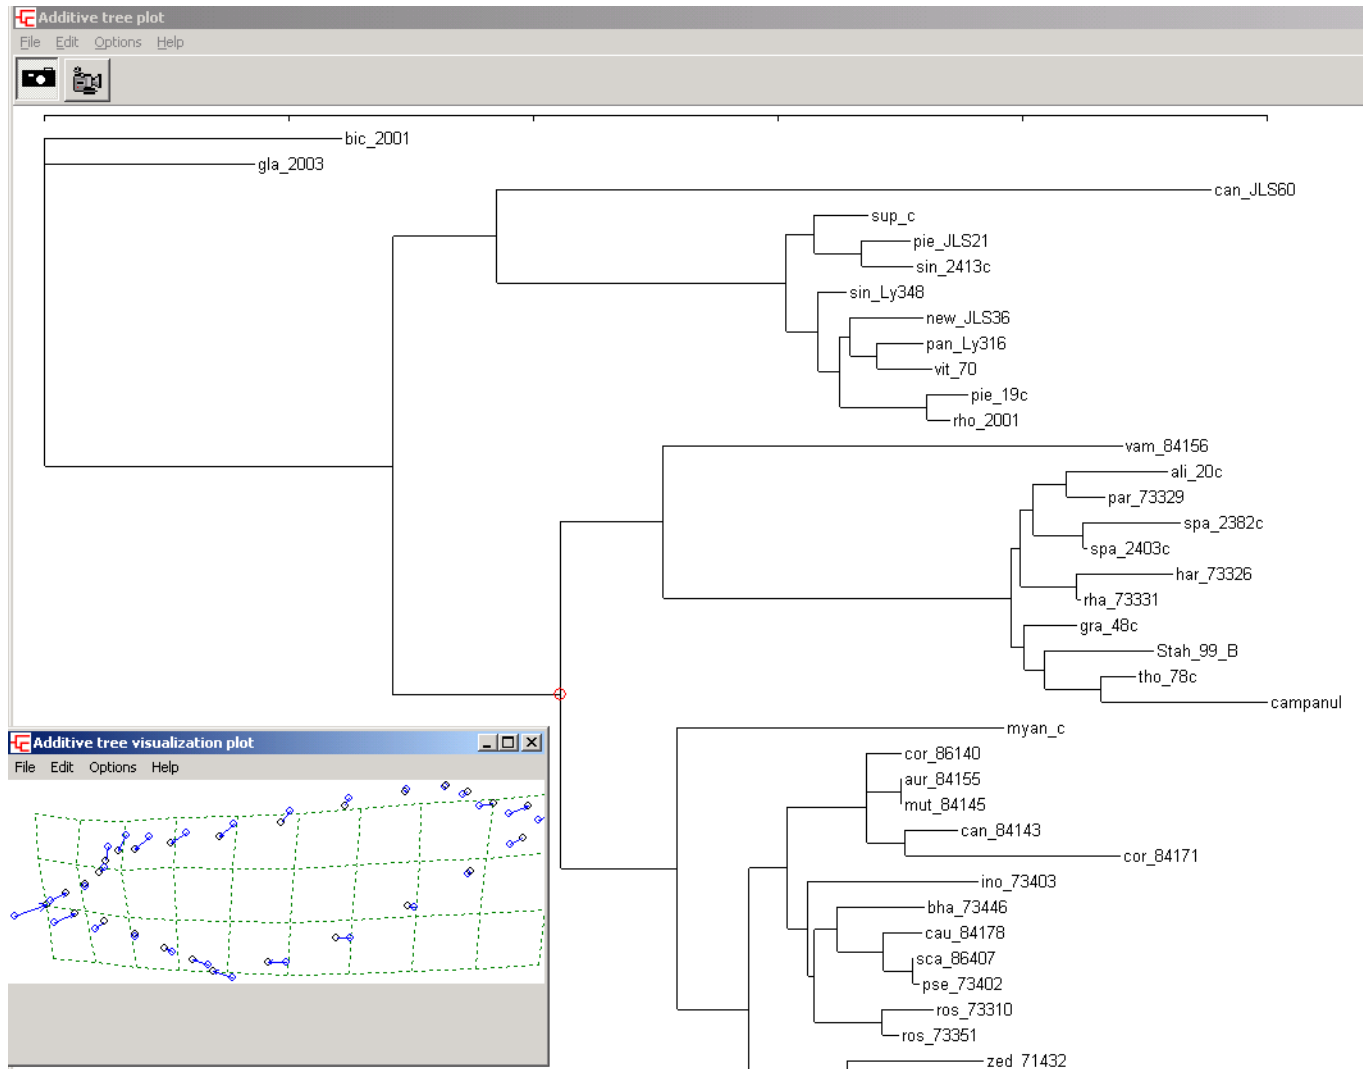 Additive tree plot
File Edit Options Help
bic_2001
gla_2003
can_JLS60
sup_c
pie_JLS21
sin_2413c
sin_Ly348
new_JLS36
pan_Ly316
vit_70
pie_19c
rho_2001
vam_84156
ali_20c
par_73329
spa_2382c
spa_2403c
har_73326
rha_73331
gra_48c
Stah_99_B
tho_78c
campanul
myan_c
cor_86140
aur_84155
mut_84145
can_84143
cor_84171
ino_73403
bha_73446
cau_84178
sca_86407
pse_73402
ros_73310
ros_73351
zed_71432
Additive tree visualization plot
File Edit Options Help